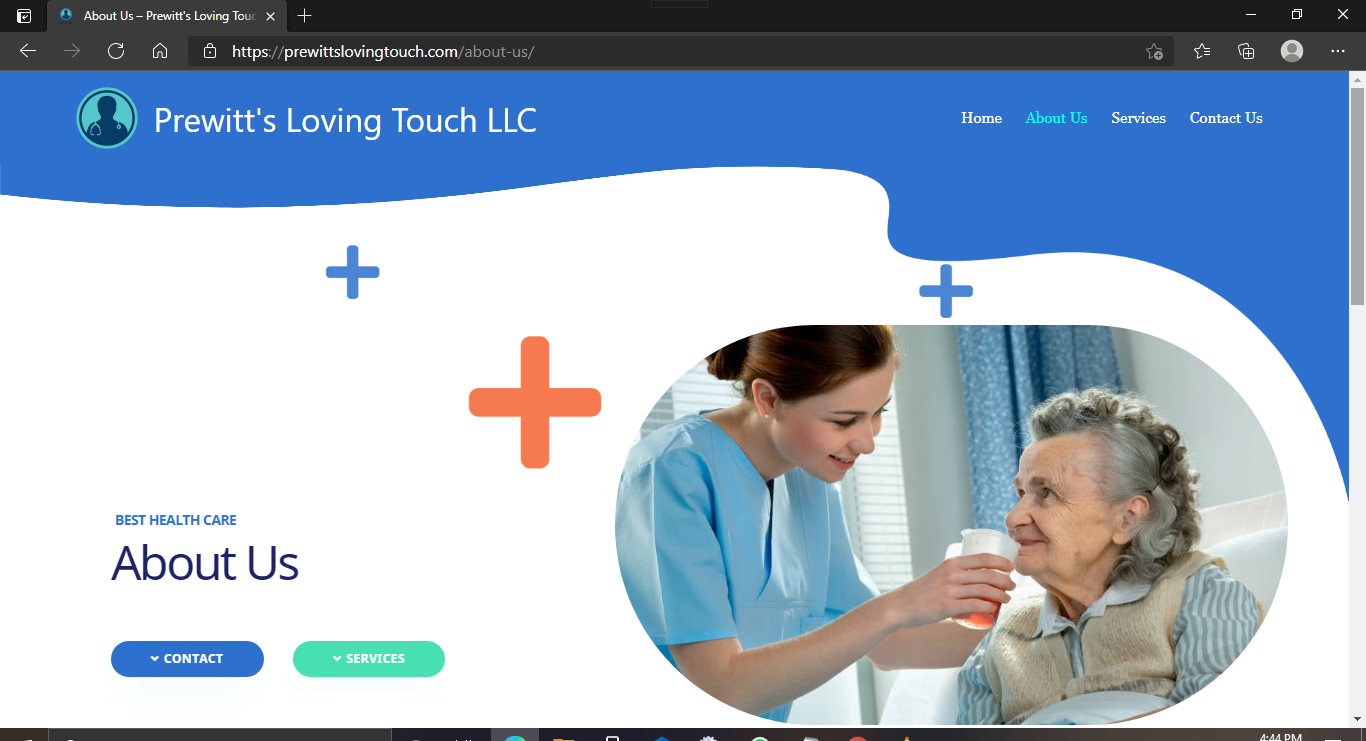 About Us – Prewitt's Loving Touc
https://prewittslovingtouch.com/about-us/
Prewitt's Loving Touch LLC
Home About Us Services Contact Us
BEST HEALTH CARE
About Us
CONTACT SERVICES
4:44 PM